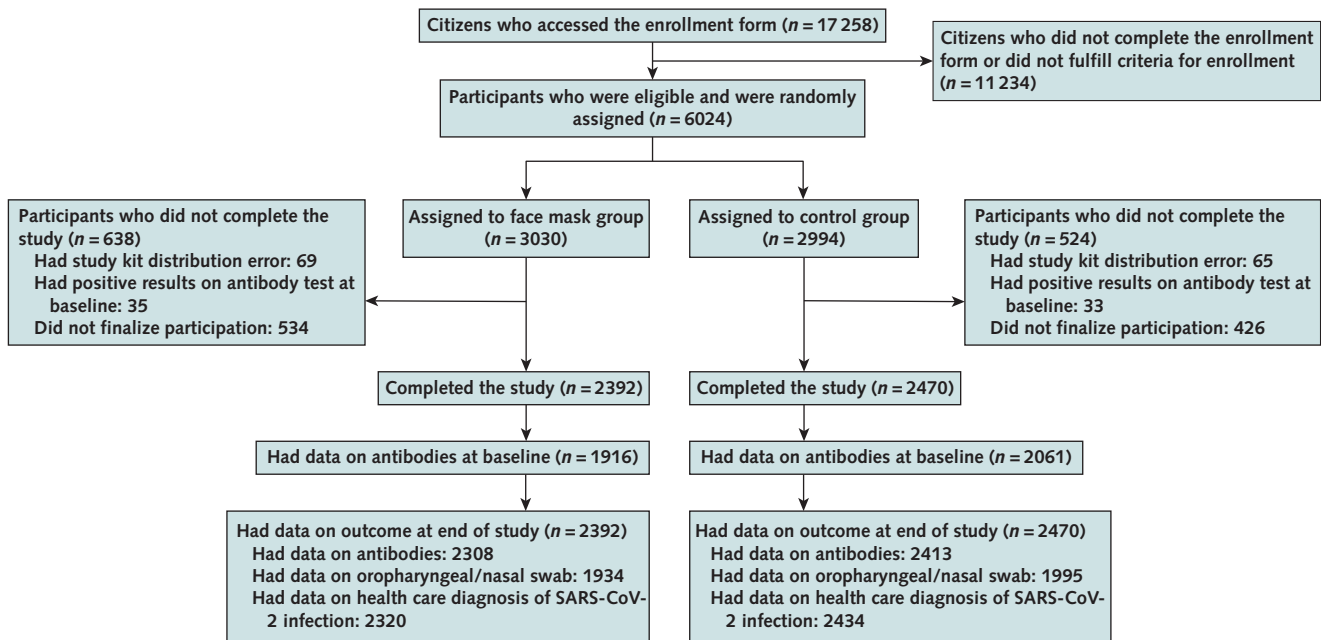 Citizens who accessed the enrollment form (n = 17 258)
Citizens who did not complete the enrollment
form or did not fulfill criteria for enrollment
(n = 11 234)
Participants who were eligible and were randomly
assigned (n = 6024)
Participants who did not complete the
study (n = 638)
Had study kit distribution error: 69
Had positive results on antibody test at
baseline: 35
Did not finalize participation: 534
Assigned to face mask group
(n = 3030)
Assigned to control group
(n = 2994)
Participants who did not complete the
study (n = 524)
Had study kit distribution error: 65
Had positive results on antibody test at
baseline: 33
Did not finalize participation: 426
Completed the study (n = 2392)
Completed the study (n = 2470)
Had data on antibodies at baseline (n = 1916)
Had data on antibodies at baseline (n = 2061)
Had data on outcome at end of study (n = 2392)
Had data on antibodies: 2308
Had data on oropharyngeal/nasal swab: 1934
Had data on health care diagnosis of SARS-CoV-
2 infection: 2320
Had data on outcome at end of study (n = 2470)
Had data on antibodies: 2413
Had data on oropharyngeal/nasal swab: 1995
Had data on health care diagnosis of SARS-CoV-
2 infection: 2434